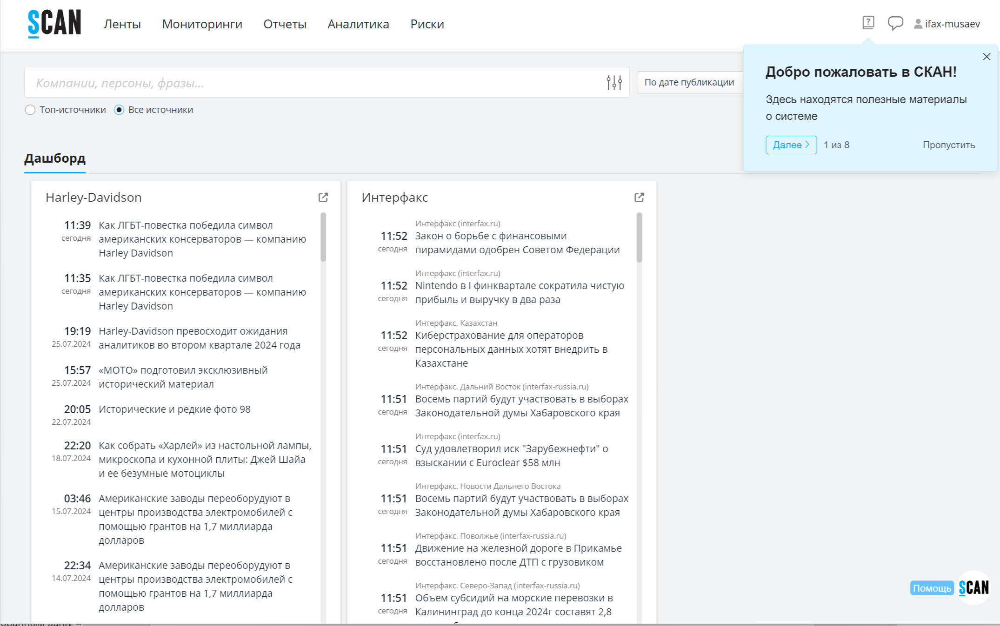 SCAN
Ленты
Мониторинги
Отчеты
Аналитика
Риски
ifax-musaev
Компании, персоны, фразы...
По дате публикации
Топ-источники
Все источники
Добро пожаловать в СКАН!
Здесь находятся полезные материалы
о системе
Далее
1 из 8
Пропустить
Дашборд
Harley-Davidson
11:39 Как ЛГБТ-повестка победила символ
сегодня американских консерваторов — компанию
Harley Davidson
11:35 Как ЛГБТ-повестка победила символ
сегодня американских консерваторов — компанию
Harley Davidson
19:19 Harley-Davidson превосходит ожидания
25.07.2024 аналитиков во втором квартале 2024 года
15:57 «МОТО» подготовил эксклюзивный
25.07.2024 исторический материал
20:05 Исторические и редкие фото 98
22.07.2024
22:20 Как собрать «Харлей» из настольной лампы,
18.07.2024 микроскопа и кухонной плиты: Джей Шайа
и ее безумные мотоциклы
03:46 Американские заводы переоборудуют в
15.07.2024 центры производства электромобилей с
помощью грантов на 1,7 миллиарда
долларов
22:34 Американские заводы переоборудуют в
14.07.2024 центры производства электромобилей с
помощью грантов на 1,7 миллиарда
долларов
Интерфакс
Интерфакс (interfax.ru)
11:52 Закон о борьбе с финансовыми
сегодня пирамидами одобрен Советом Федерации
Интерфакс (interfax.ru)
11:52 Nintendo в I финквартале сократила чистую
сегодня прибыль и выручку в два раза
Интерфакс. Казахстан
11:52 Киберстрахование для операторов
сегодня персональных данных хотят внедрить в
Казахстане
Интерфакс. Дальний Восток (interfax-russia.ru)
11:51 Восемь партий будут участвовать в выборах
сегодня Законодательной думы Хабаровского края
Интерфакс (interfax.ru)
11:51 Суд удовлетворил иск "Зарубежнефти" о
сегодня взыскании с Euroclear $58 млн
Интерфакс. Новости Дальнего Востока
11:51 Восемь партий будут участвовать в выборах
сегодня Законодательной думы Хабаровского края
Интерфакс. Поволжье (interfax-russia.ru)
11:51 Движение на железной дороге в Прикамье
сегодня восстановлено после ДТП с грузовиком
Интерфакс. Северо-Запад (interfax-russia.ru)
11:51 Объем субсидий на морские перевозки в
сегодня Калининград до конца 2024г составят 2,8
Помощь
SCAN